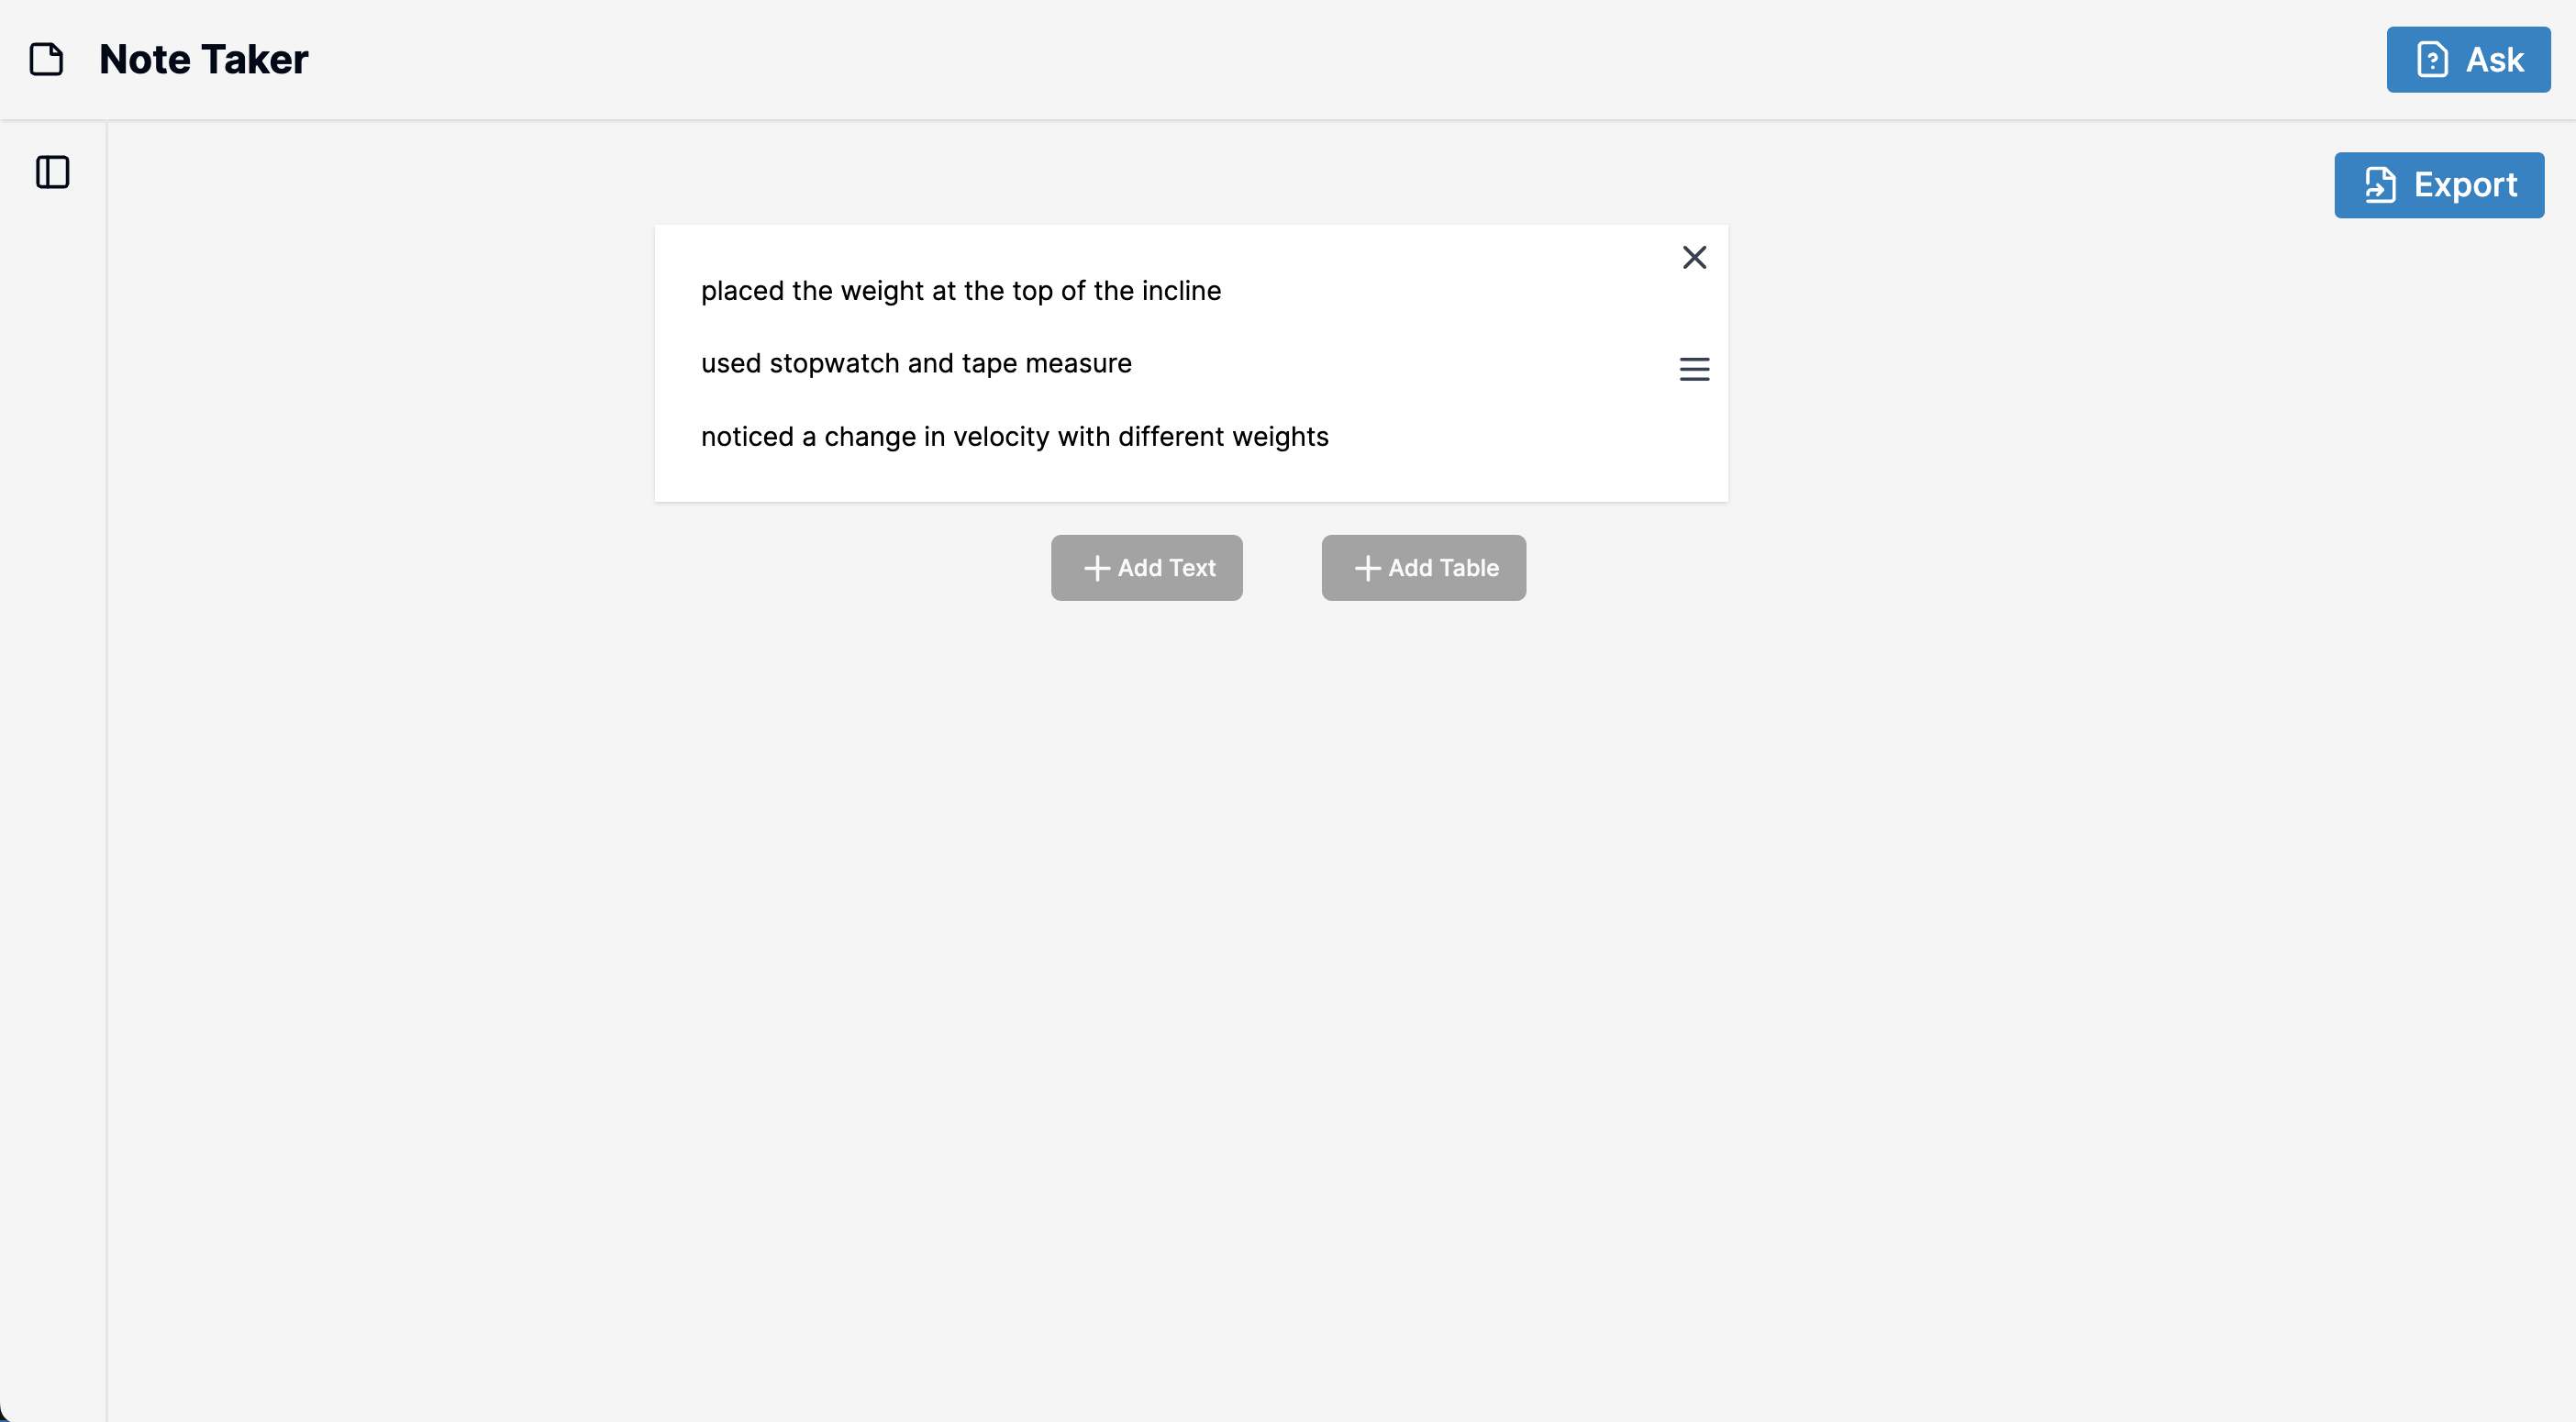 Note Taker
Ask
Export
placed the weight at the top of the incline
used stopwatch and tape measure
noticed a change in velocity with different weights
Add Text
Add Table